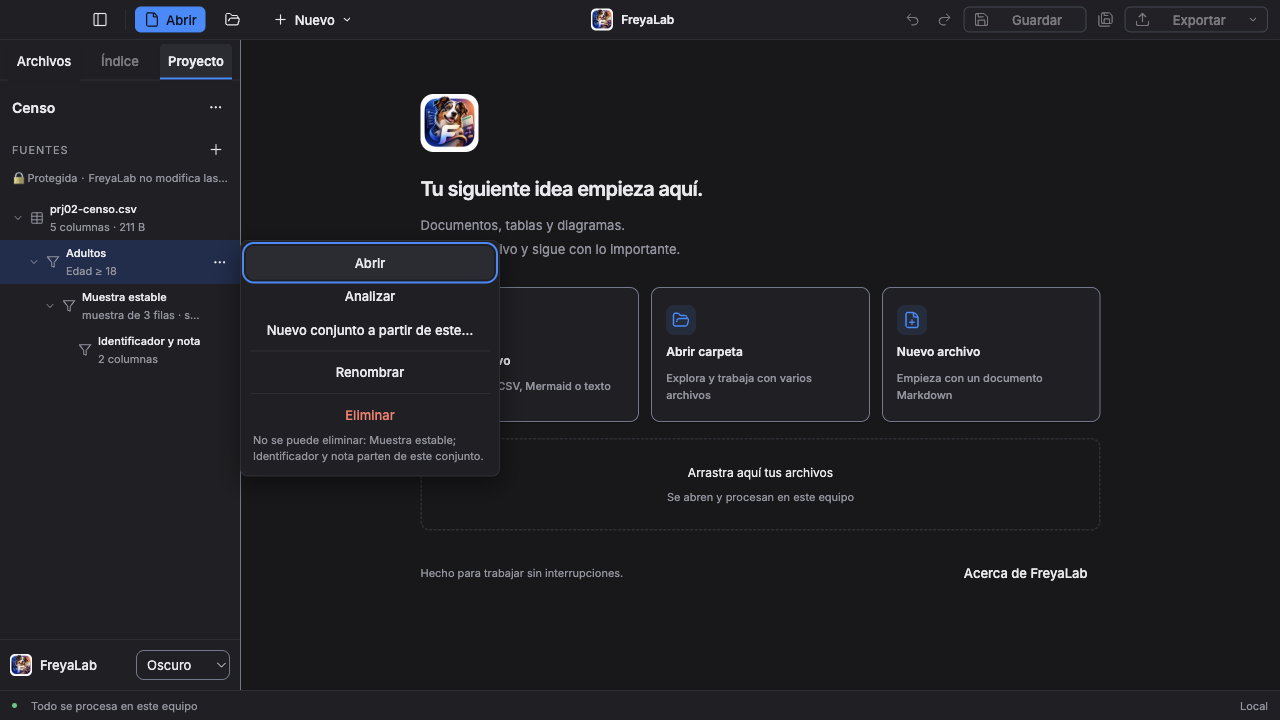 Abrir
Nuevo
FreyaLab
Guardar
Exportar
Archivos
Índice
Proyecto
Censo
FUENTES
Protegida · FreyaLab no modifica las...
prj02-censo.csv
5 columnas · 211 B
Adultos
Edad ≥ 18
Muestra estable
muestra de 3 filas · s...
Identificador y nota
2 columnas
Abrir
Analizar
Nuevo conjunto a partir de este...
Renombrar
Eliminar
No se puede eliminar: Muestra estable;
Identificador y nota parten de este conjunto.
Tu siguiente idea empieza aquí.
Documentos, tablas y diagramas.
y sigue con lo importante.
CSV, Mermaid o texto
Abrir carpeta
Explora y trabaja con varios
archivos
Nuevo archivo
Empieza con un documento
Markdown
Arrastra aquí tus archivos
Se abren y procesan en este equipo
Hecho para trabajar sin interrupciones.
Acerca de FreyaLab
FreyaLab
Oscuro
Todo se procesa en este equipo
Local